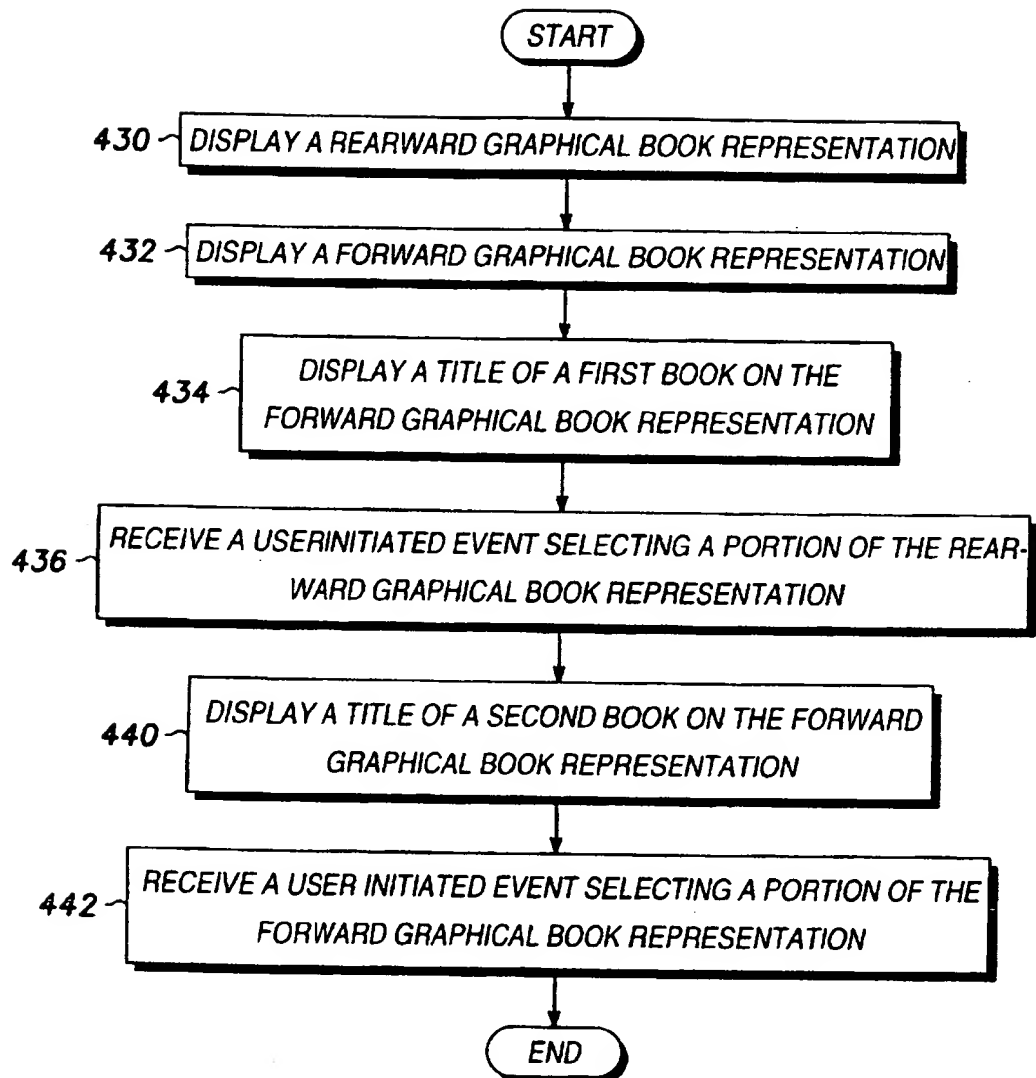 START
430 DISPLAY A REARWARD GRAPHICAL BOOK REPRESENTATION
432 DISPLAY A FORWARD GRAPHICAL BOOK REPRESENTATION
434 DISPLAY A TITLE OF A FIRST BOOK ON THE
FORWARD GRAPHICAL BOOK REPRESENTATION
436 RECEIVE A USERINITIATED EVENT SELECTING A PORTION OF THE REAR-
WARD GRAPHICAL BOOK REPRESENTATION
440 DISPLAY A TITLE OF A SECOND BOOK ON THE FORWARD
GRAPHICAL BOOK REPRESENTATION
442 RECEIVE A USER INITIATED EVENT SELECTING A PORTION OF THE
FORWARD GRAPHICAL BOOK REPRESENTATION
END